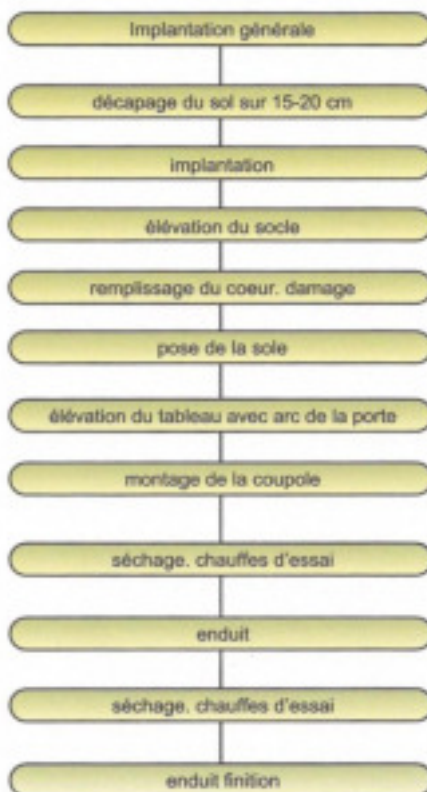 Implantation générale
décapage du sol sur 15-20 cm
implantation
élévation du socle
remplissage du coeur. damage
pose de la sole
élévation du tableau avec arc de la porte
montage de la coupole
séchage. chauffes d'essai
enduit
séchage. chauffes d'essai
enduit finition